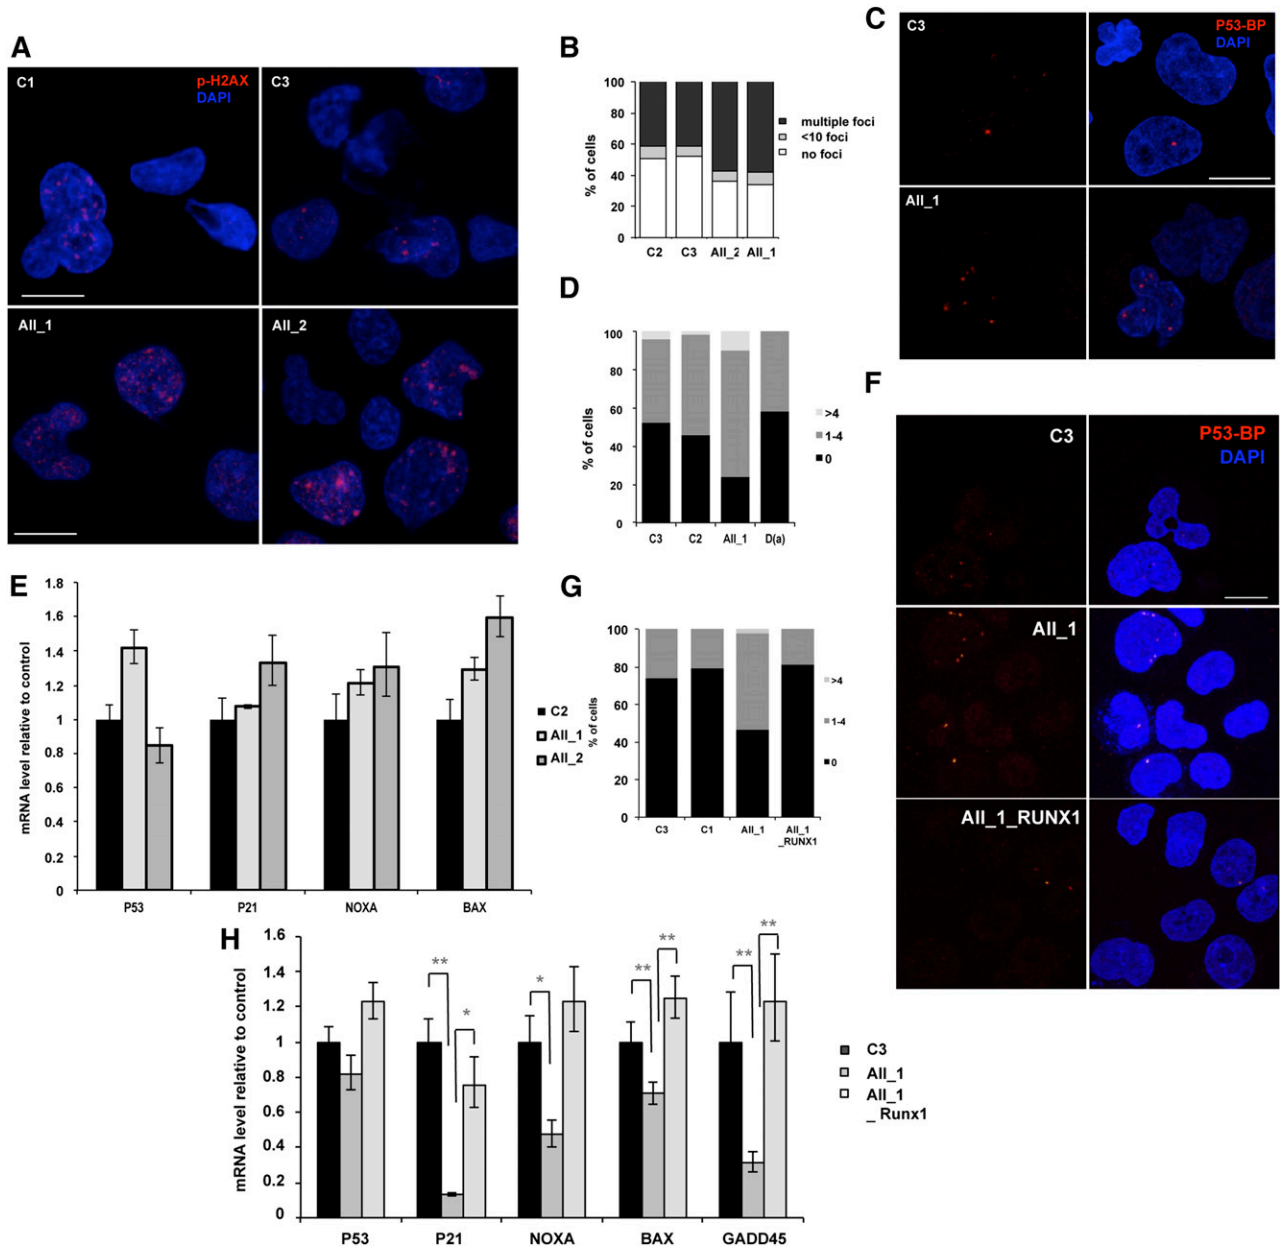 A
C1
p-H2AX
DAPI
C3
AII_1
AII_2
B
100
80
60
40
20
0
% of cells
C2
C3
AII_2
AII_1
multiple foci
<10 foci
no foci
C
C3
P53-BP
DAPI
AII_1
D
100
80
60
40
20
0
% of cells
C3
C2
AII_1
D(a)
>4
1-4
0
E
1.8
1.6
1.4
1.2
1
0.8
0.6
0.4
0.2
0
mRNA level relative to control
P53
P21
NOXA
BAX
C2
AII_1
AII_2
F
C3
P53-BP
DAPI
AII_1
AII_1_RUNX1
G
100
80
60
40
20
0
% of cells
C3
C1
AII_1
AII_1
_RUNX1
>4
1-4
0
H
1.6
1.4
1.2
1
0.8
0.6
0.4
0.2
0
mRNA level relative to control
**
*
*
**
**
**
**
P53
P21
NOXA
BAX
GADD45
C3
AII_1
AII_1
_ Runx1